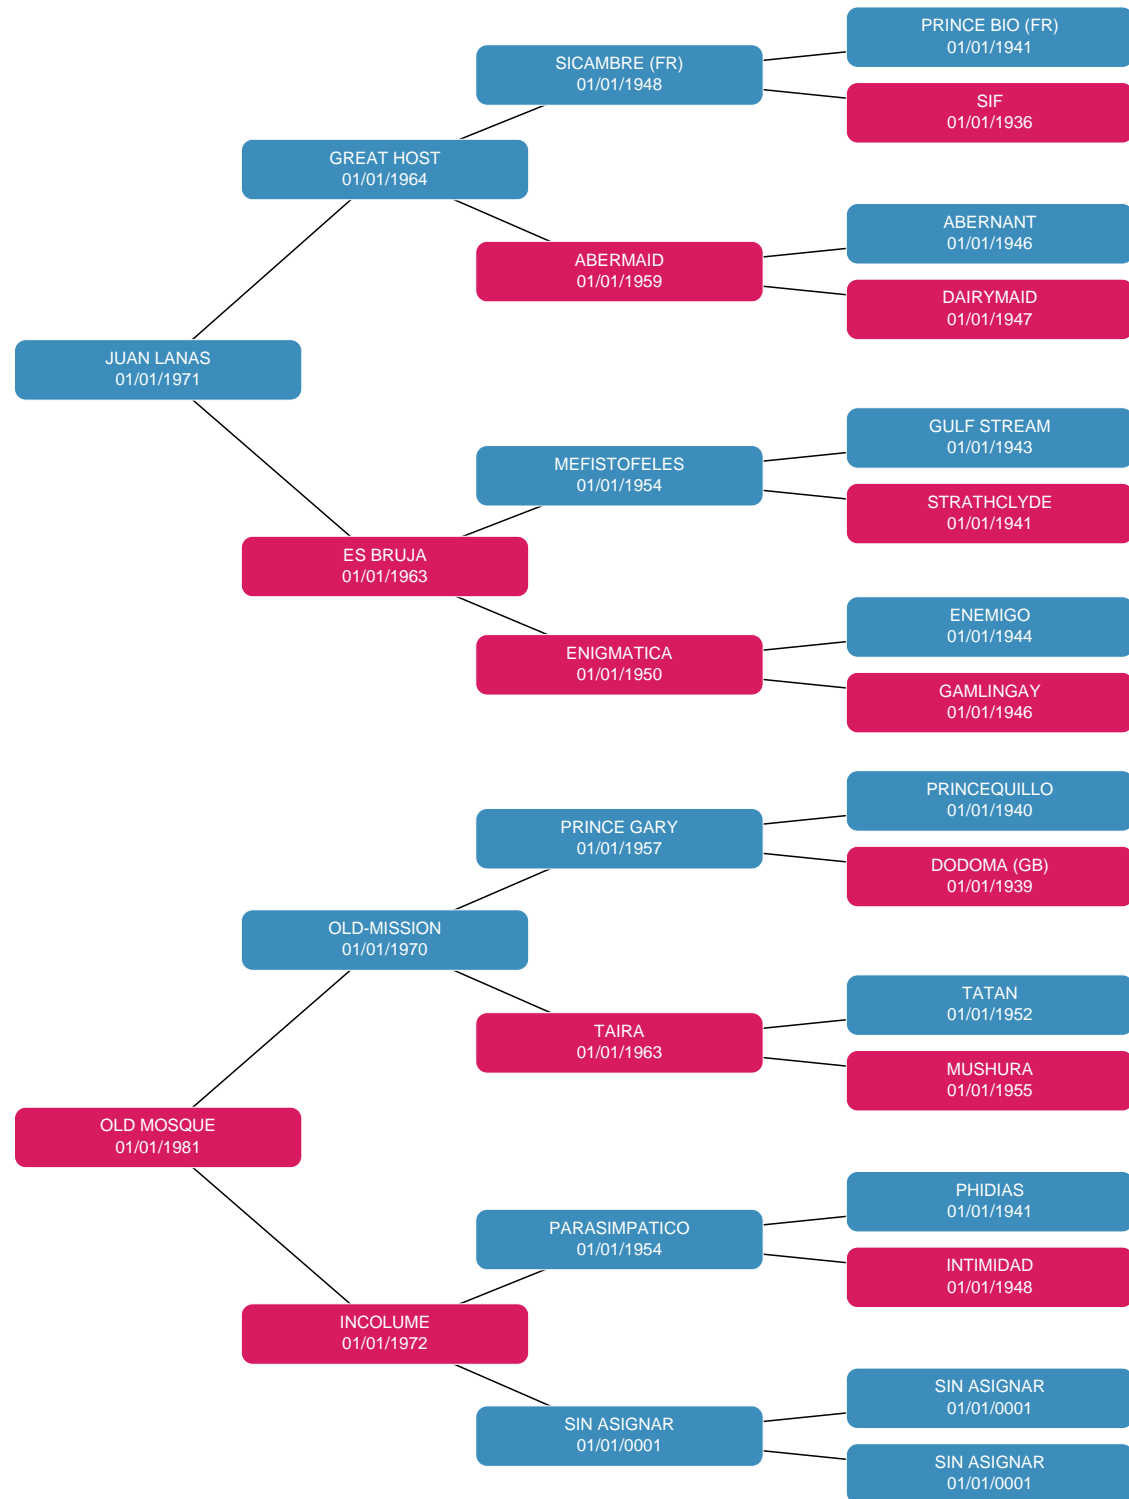 PRINCE BIO (FR)
01/01/1941
SICAMBRE (FR)
01/01/1948
SIF
01/01/1936
GREAT HOST
01/01/1964
ABERNANT
01/01/1946
ABERMAID
01/01/1959
DAIRYMAID
01/01/1947
JUAN LANAS
01/01/1971
GULF STREAM
01/01/1943
MEFISTOFELES
01/01/1954
STRATHCLYDE
01/01/1941
ES BRUJA
01/01/1963
ENEMIGO
01/01/1944
ENIGMATICA
01/01/1950
GAMLINGAY
01/01/1946
PRINCEQUILLO
01/01/1940
PRINCE GARY
01/01/1957
DODOMA (GB)
01/01/1939
OLD-MISSION
01/01/1970
TATAN
01/01/1952
TAIRA
01/01/1963
MUSHURA
01/01/1955
OLD MOSQUE
01/01/1981
PHIDIAS
01/01/1941
PARASIMPATICO
01/01/1954
INTIMIDAD
01/01/1948
INCOLUME
01/01/1972
SIN ASIGNAR
01/01/0001
SIN ASIGNAR
01/01/0001
SIN ASIGNAR
01/01/0001